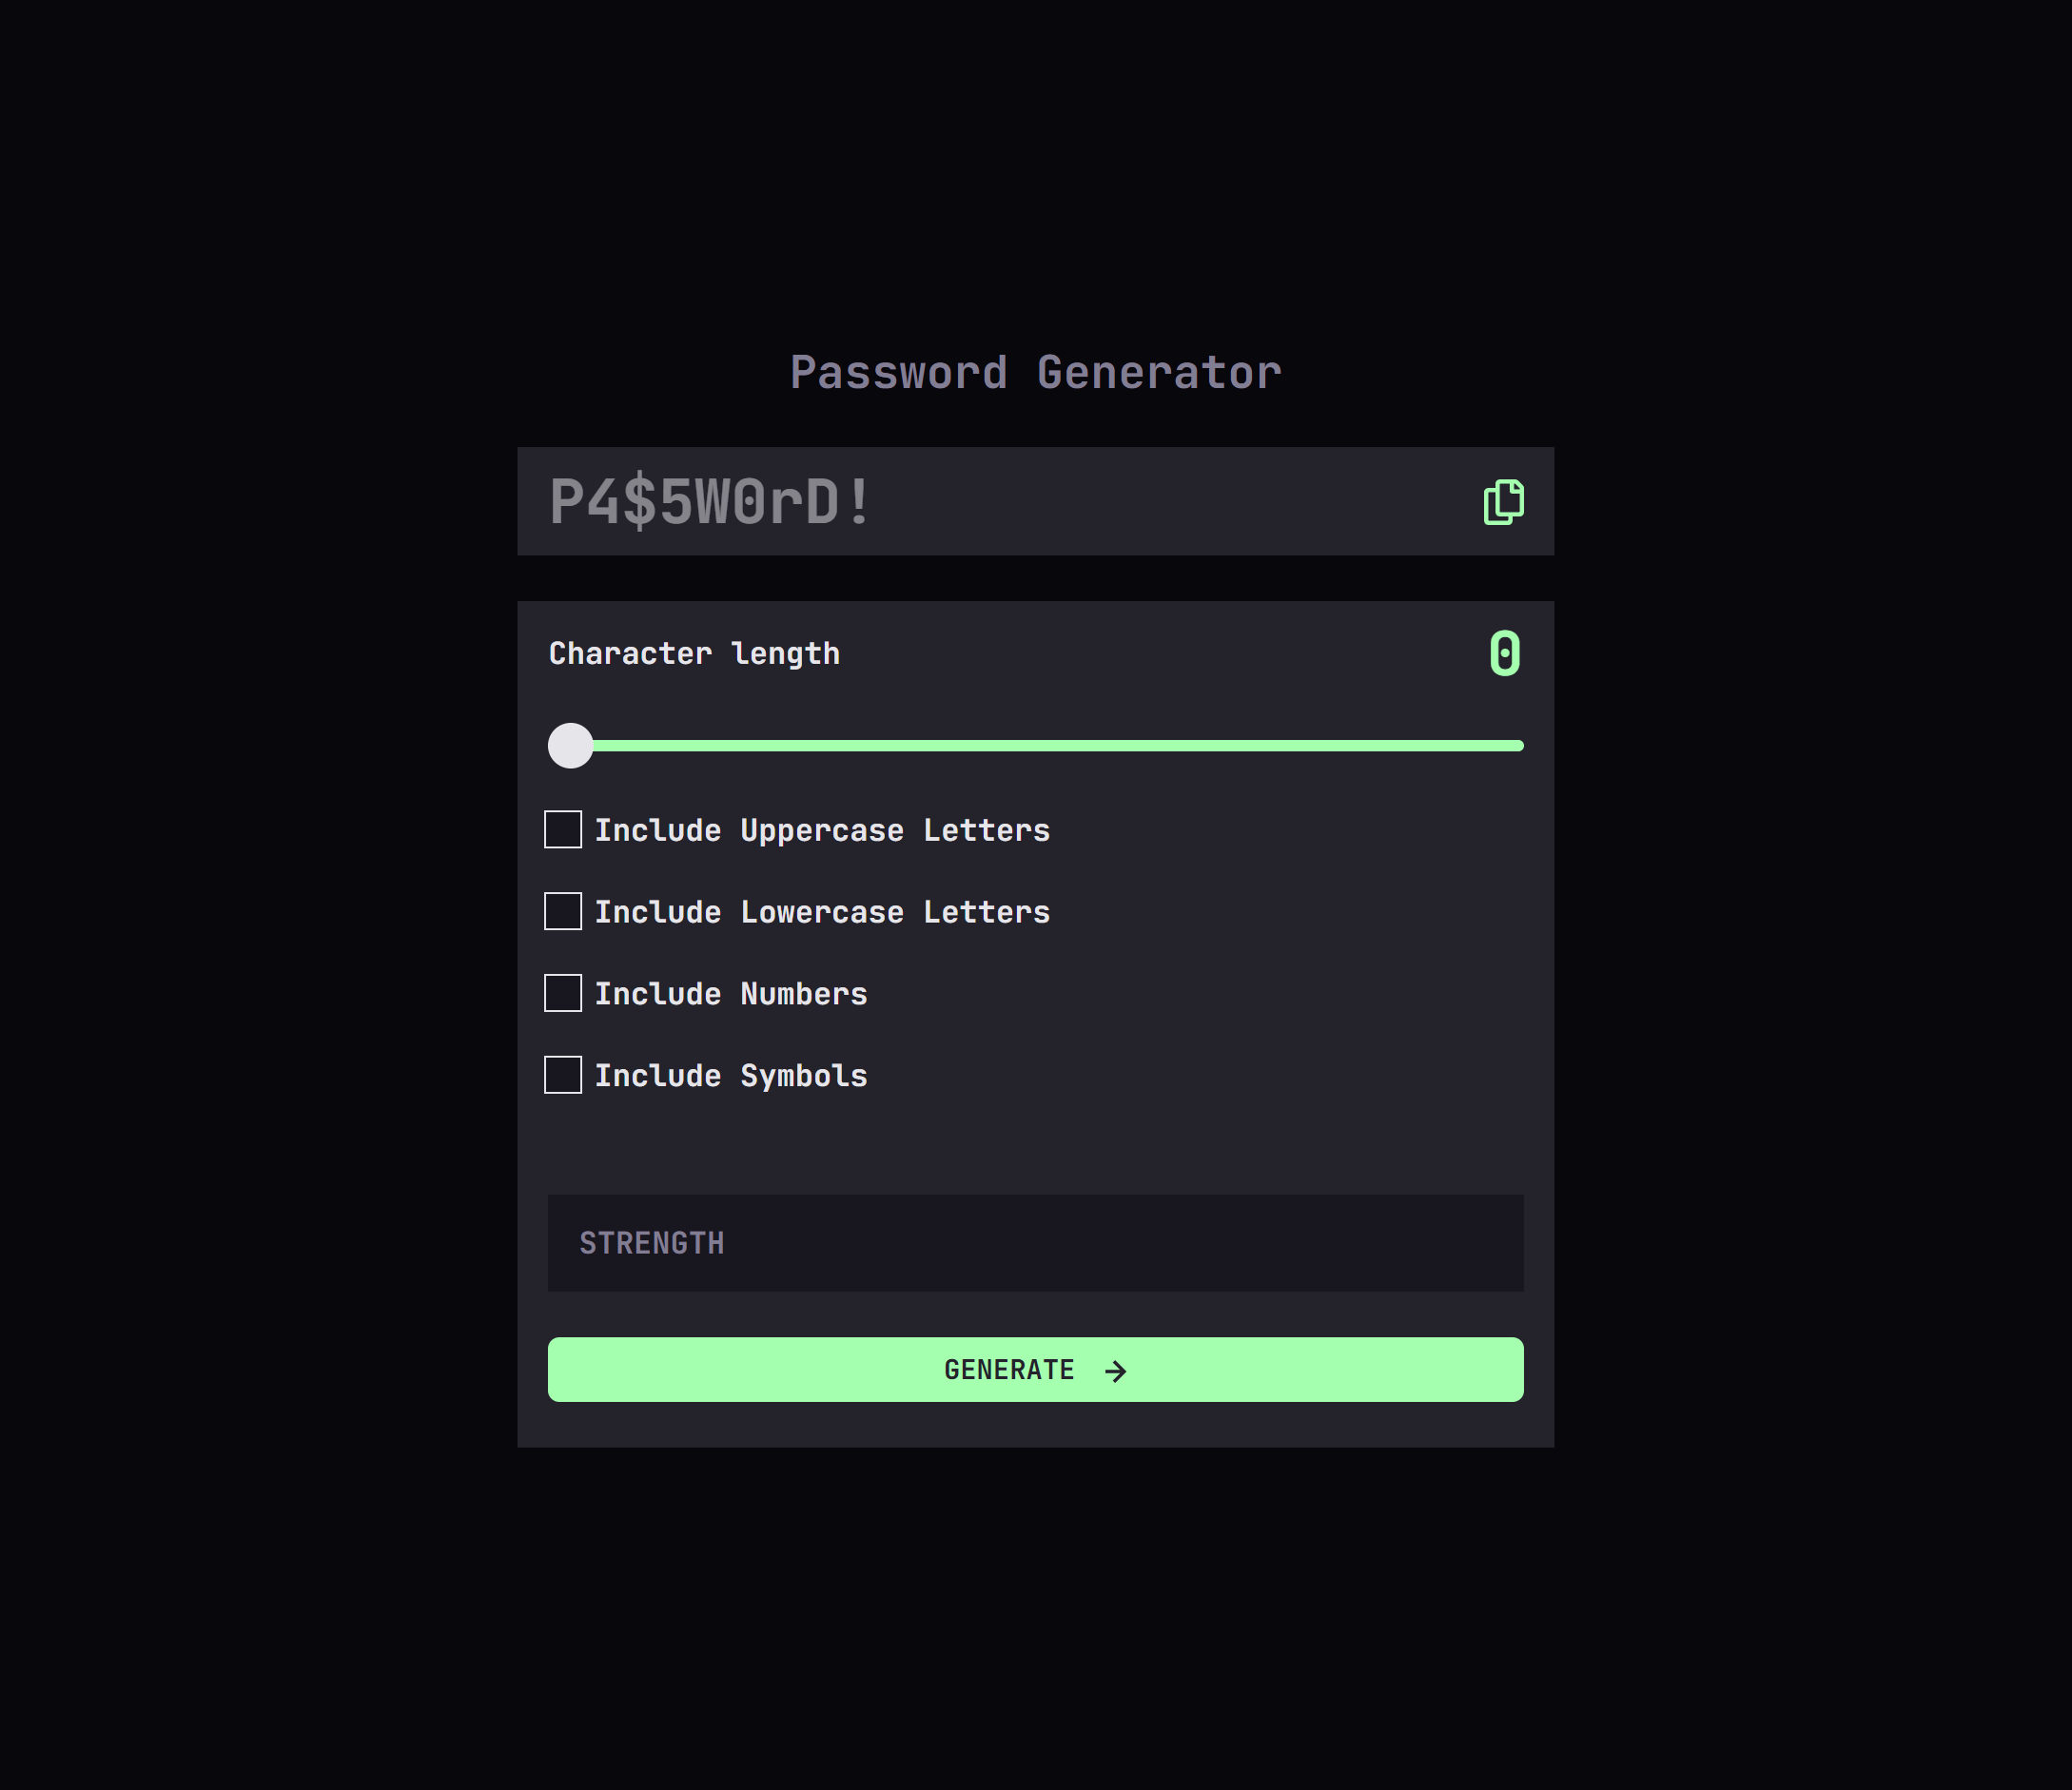 Password Generator
P4$5W0rD!
Character length
0
Include Uppercase Letters
Include Lowercase Letters
Include Numbers
Include Symbols
STRENGTH
GENERATE →